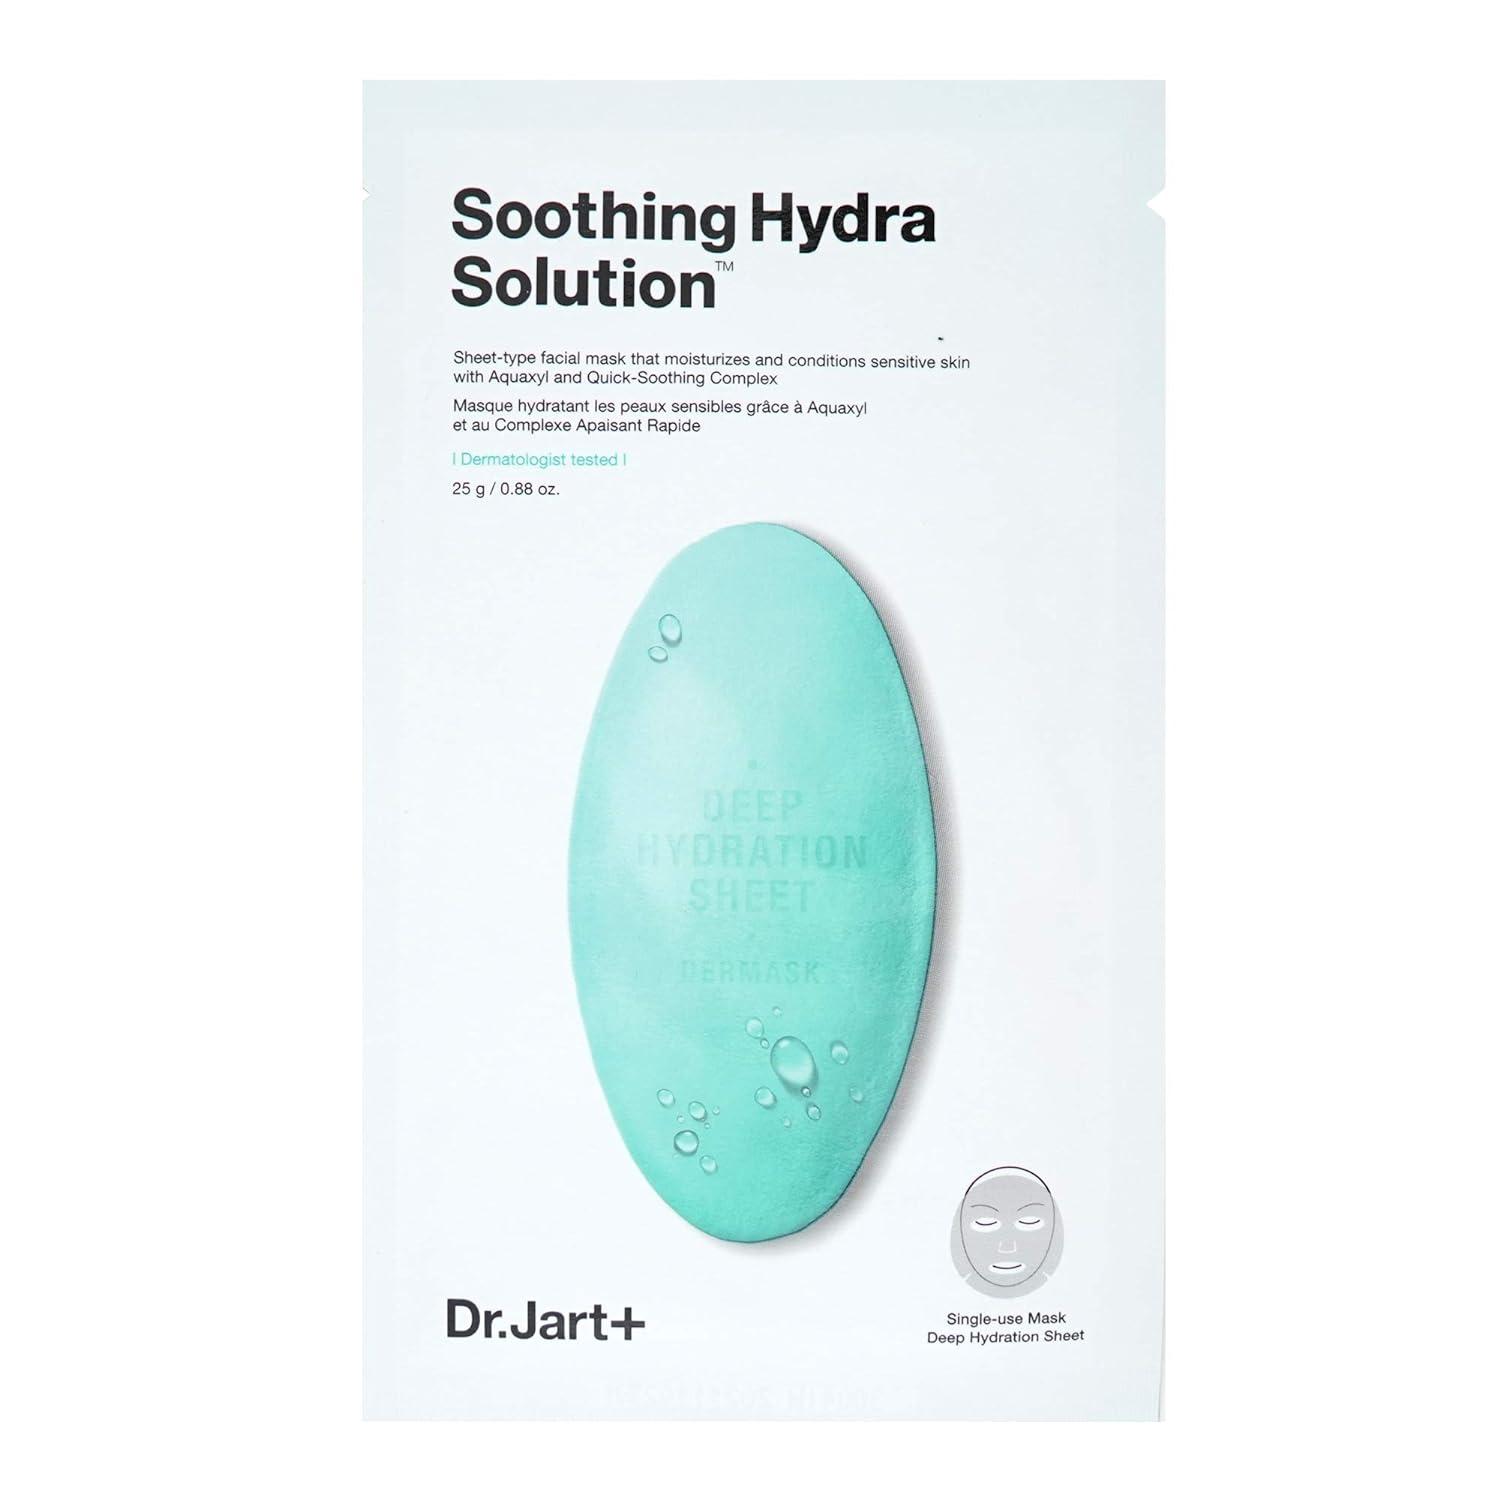 Soothing Hydra
Solution™
Sheet-type facial mask that moisturizes and conditions sensitive skin
with Aquaxyl and Quick-Soothing Complex
Masque hydratant les peaux sensibles grâce à Aquaxyl
et au Complexe Apaisant Rapide
I Dermatologist tested I
25 g / 0.88 oz.
DEEP
HYDRATION
SHEET
DERMASK
Dr.Jart+
Single-use Mask
Deep Hydration Sheet